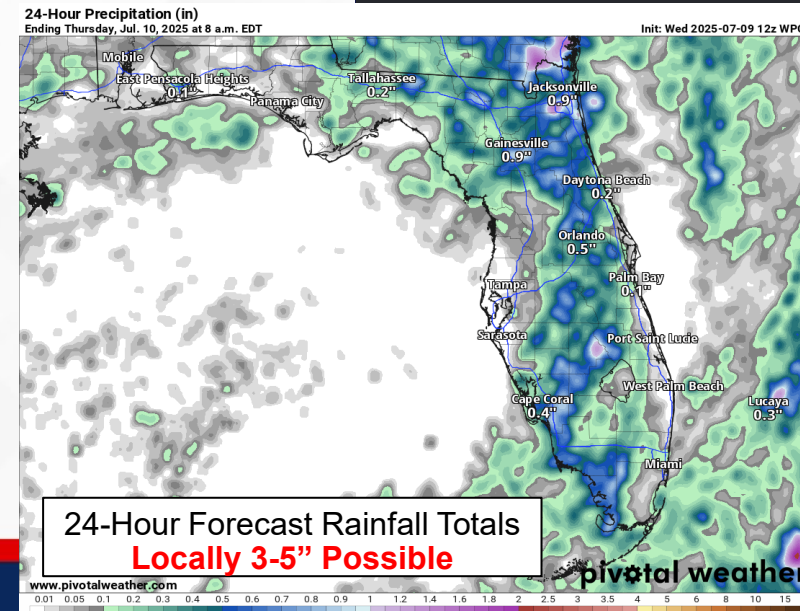 24-Hour Precipitation (in)
Ending Thursday, Jul. 10, 2025 at 8 a.m. EDT
Init: Wed 2025-07-09 12z WPC
Mobile
East Pensacola Heights
0.1"
Panama City
Tallahassee
0.2"
Jacksonville
0.9"
Gainesville
0.9"
Daytona Beach
0.2"
Orlando
0.5"
Palm Bay
0.1"
Tampa
Sarasota
Port Saint Lucie
West Palm Beach
Cape Coral
0.4"
Lucaya
0.3"
Miami
24-Hour Forecast Rainfall Totals
Locally 3-5” Possible
www.pivotalweather.com
pivotal weather
0.01 0.05 0.1 0.2 0.3 0.4 0.5 0.6 0.7 0.8 0.9 1 1.2 1.4 1.6 1.8 2 2.5 3 3.5 4 5 6 8 10 15